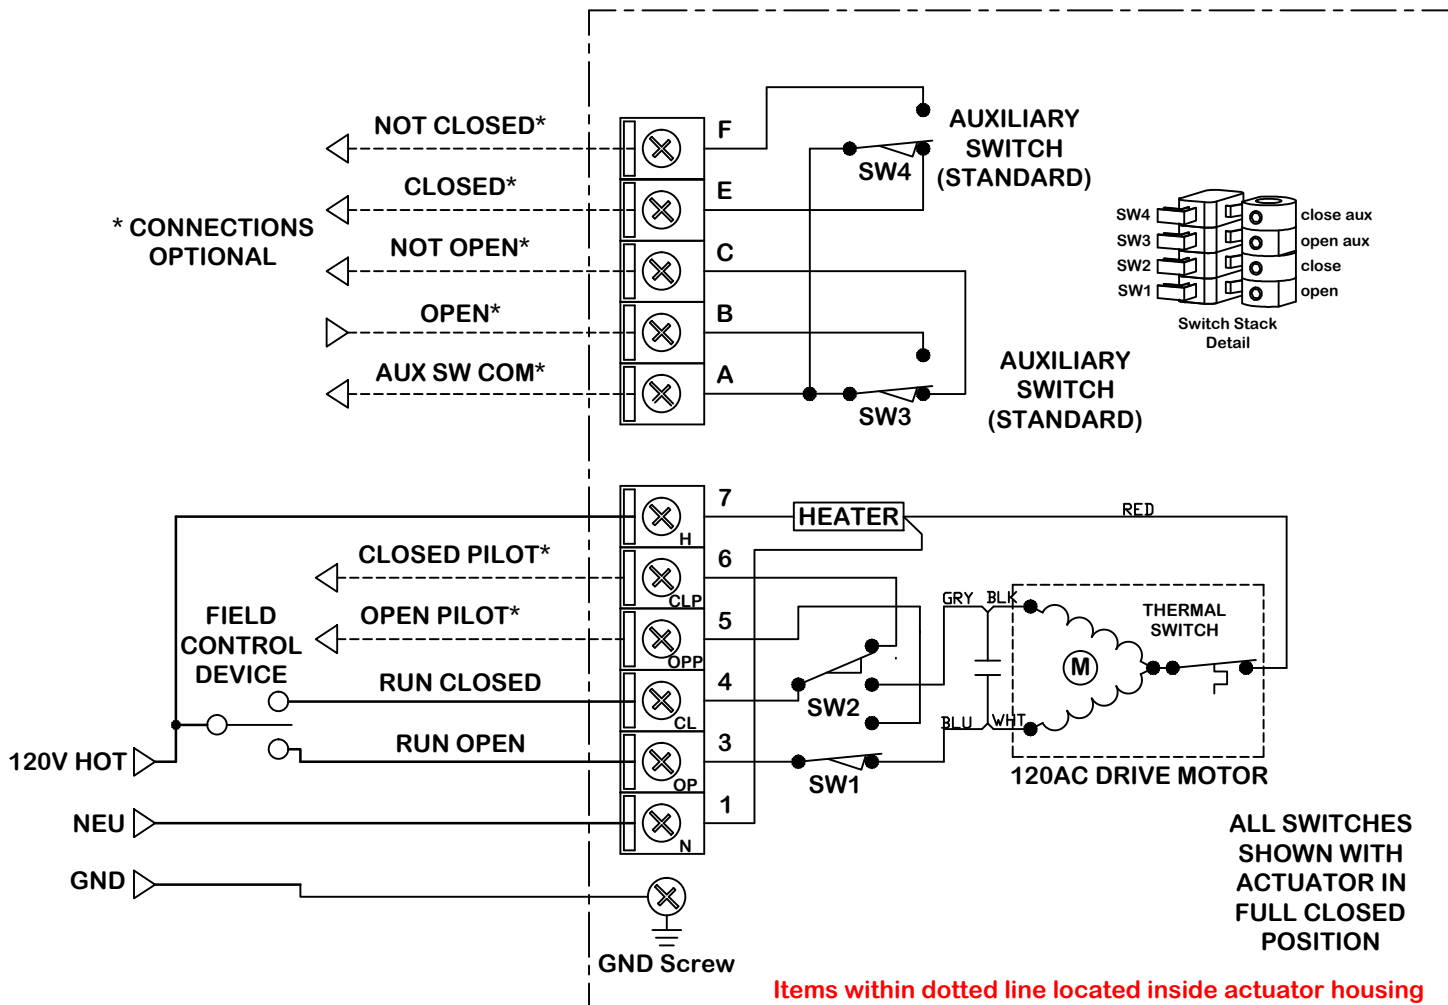 NOT CLOSED*
CLOSED*
NOT OPEN*
OPEN*
AUX SW COM*
* CONNECTIONS
OPTIONAL
F
E
C
B
A
AUXILIARY
SWITCH
(STANDARD)
SW4
AUXILIARY
SWITCH
(STANDARD)
SW3
SW4
SW3
SW2
SW1
close aux
open aux
close
open
Switch Stack
Detail
7
H
6
CLP
5
OPP
4
CL
3
OP
1
N
HEATER
RED
CLOSED PILOT*
OPEN PILOT*
FIELD
CONTROL
DEVICE
RUN CLOSED
RUN OPEN
120V HOT
NEU
GND
GND Screw
SW2
SW1
GRY
BLK
BLU
WHT
THERMAL
SWITCH
M
120AC DRIVE MOTOR
ALL SWITCHES
SHOWN WITH
ACTUATOR IN
FULL CLOSED
POSITION
Items within dotted line located inside actuator housing